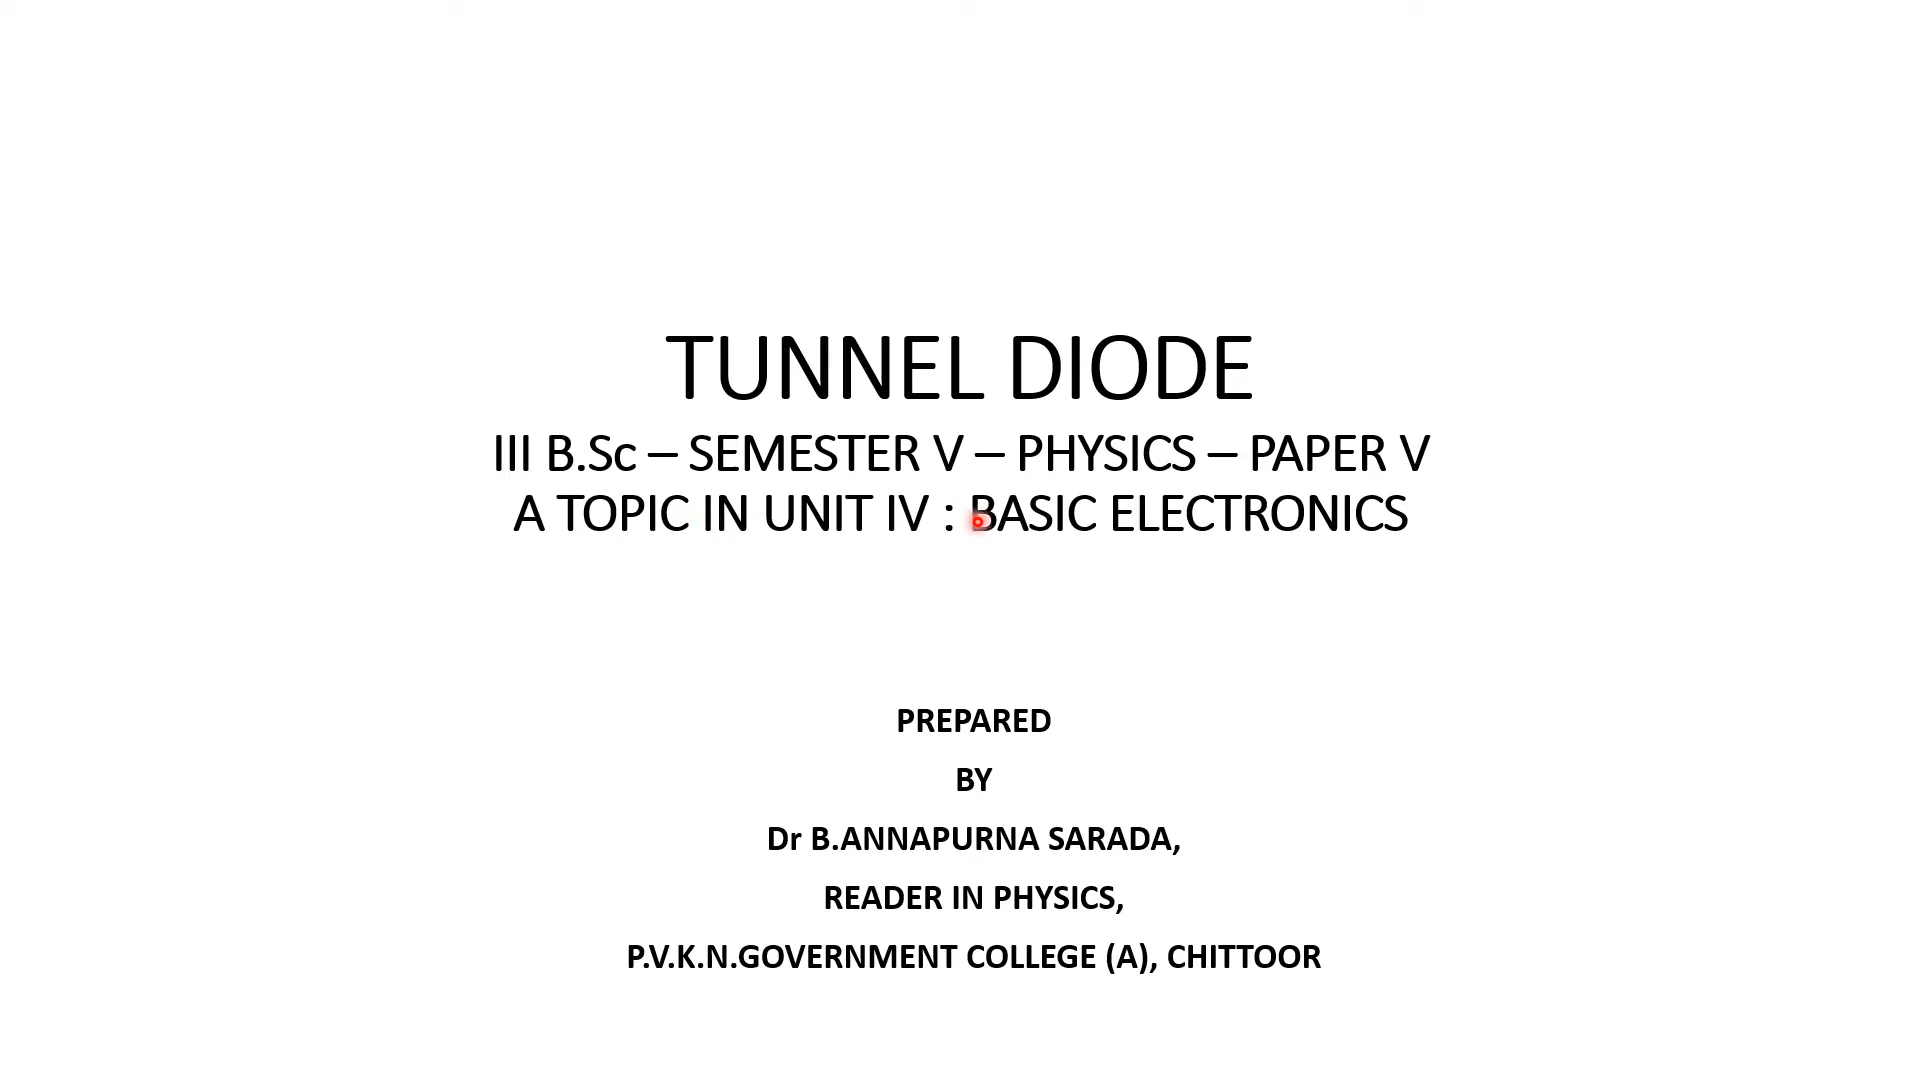 TUNNEL DIODE
III B.Sc – SEMESTER V – PHYSICS – PAPER V
A TOPIC IN UNIT IV : BASIC ELECTRONICS
PREPARED
BY
Dr B.ANNAPURNA SARADA,
READER IN PHYSICS,
P.V.K.N.GOVERNMENT COLLEGE (A), CHITTOOR